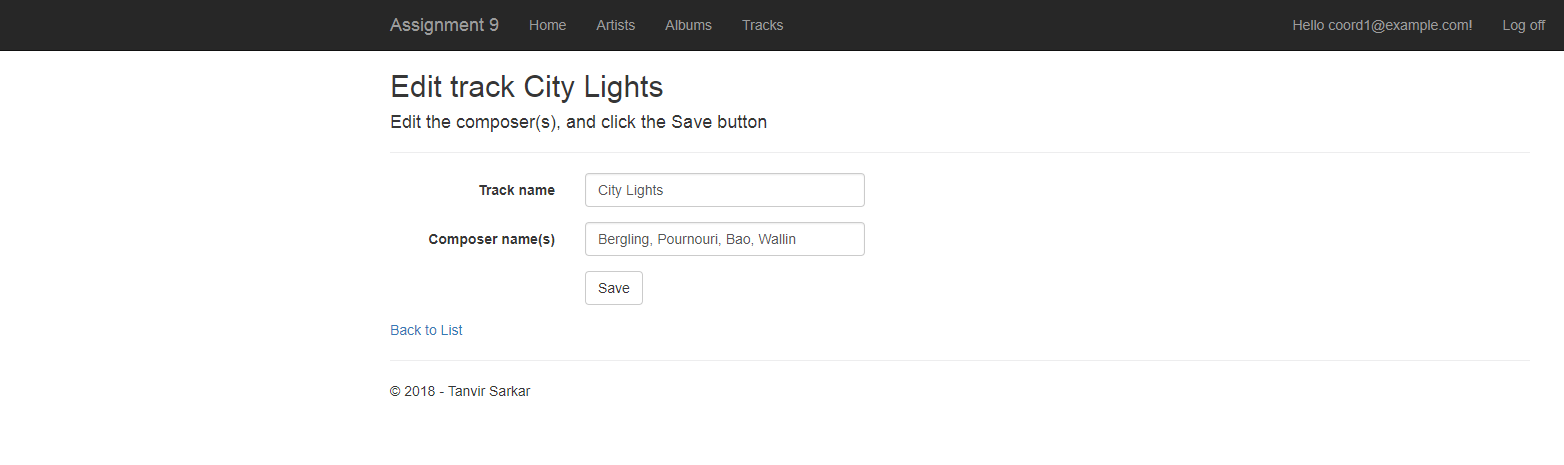 Assignment 9 Home Artists Albums Tracks Hello coord1@example.com! Log off
Edit track City Lights
Edit the composer(s), and click the Save button
Track name City Lights
Composer name(s) Bergling, Pournouri, Bao, Wallin
Save
Back to List
© 2018 - Tanvir Sarkar